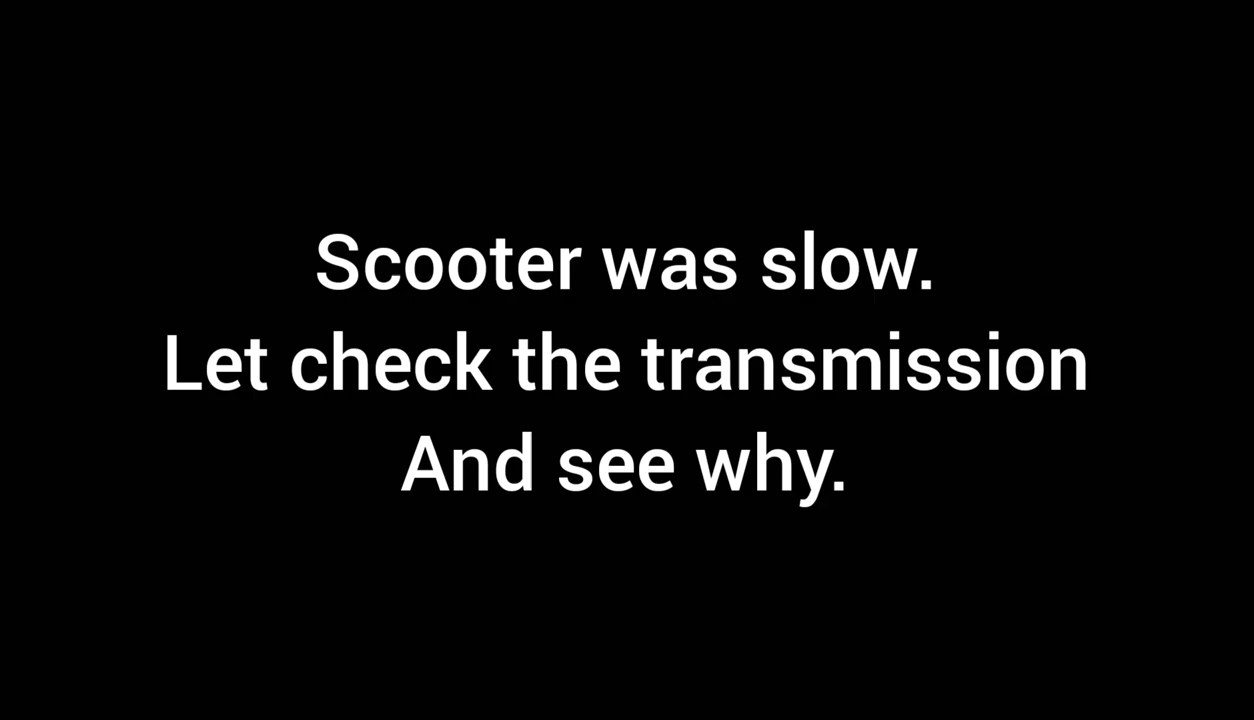 Scooter was slow.
Let check the transmission
And see why.